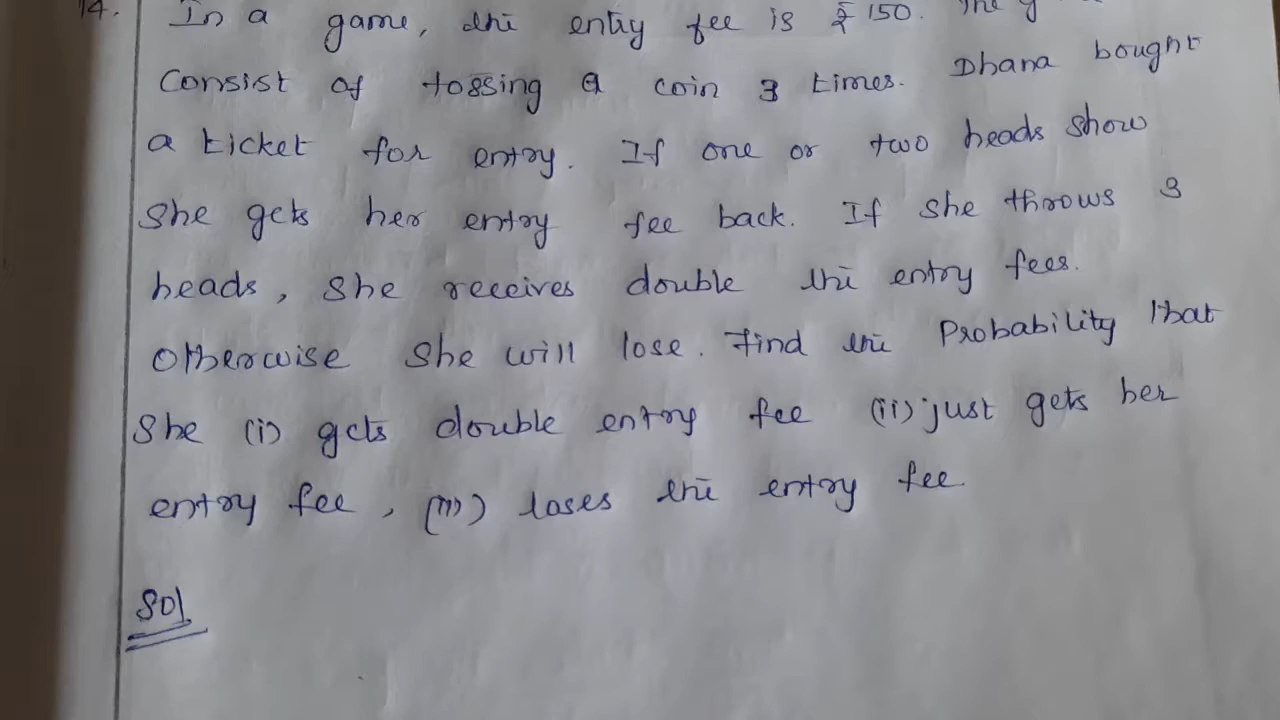 14. In a game, the entry fee is ₹ 150. The g
consist of tossing a coin 3 times. Dhana bought
a ticket for entry. If one or two heads show
she gets her entry fee back. If she throws 3
heads, she receives double the entry fees.
Otherwise she will lose. Find the Probability that
she (i) gets double entry fee (ii) just gets her
entry fee, (iii) loses the entry fee.
Sol